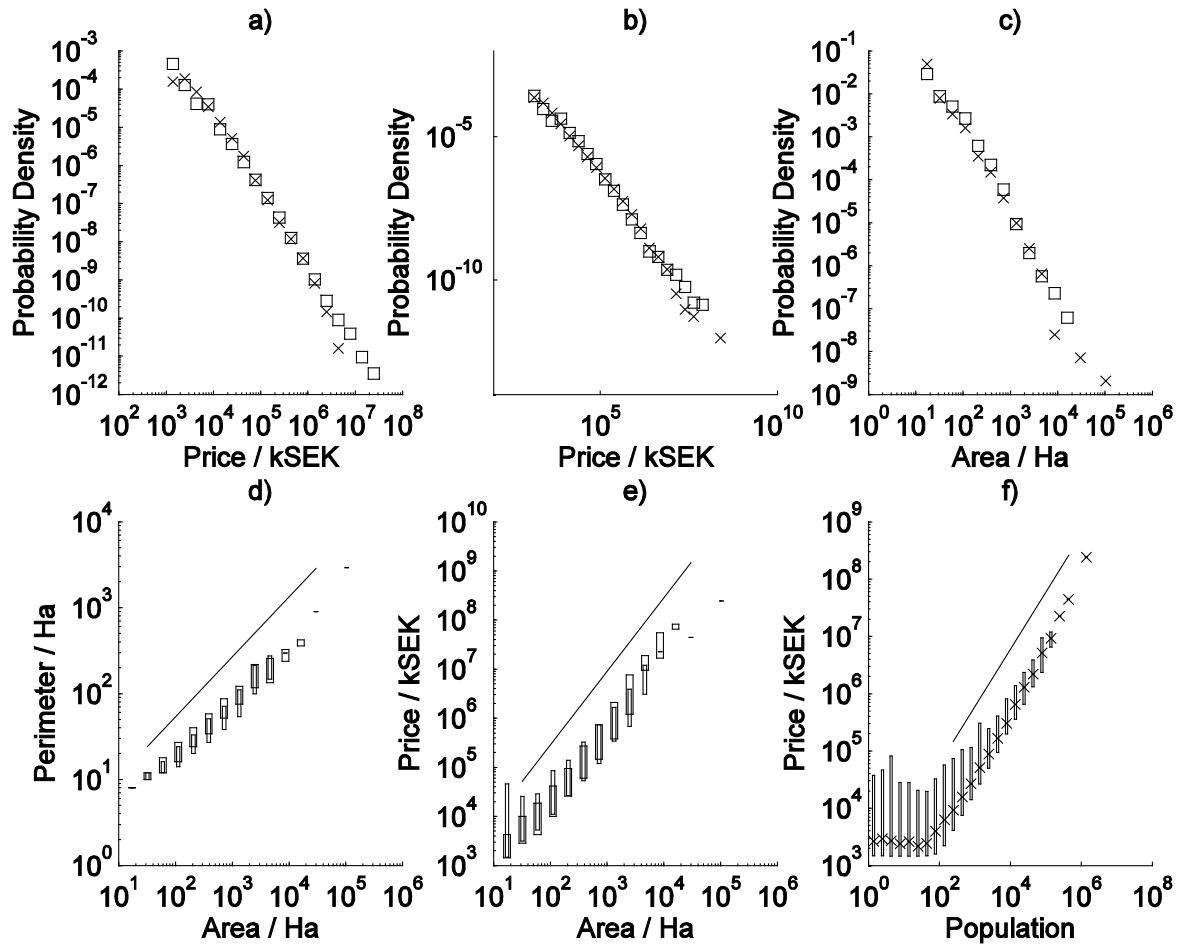 a)
10^-3
10^-4
10^-5
10^-6
10^-7
10^-8
10^-9
10^-10
10^-11
10^-12
Probability Density
10^2 10^3 10^4 10^5 10^6 10^7 10^8
Price / kSEK
b)
10^-5
10^-10
Probability Density
10^5 10^10
Price / kSEK
c)
10^-1
10^-2
10^-3
10^-4
10^-5
10^-6
10^-7
10^-8
10^-9
Probability Density
10^0 10^1 10^2 10^3 10^4 10^5 10^6
Area / Ha
d)
10^4
10^3
10^2
10^1
10^0
Perimeter / Ha
10^1 10^2 10^3 10^4 10^5 10^6
Area / Ha
e)
10^10
10^9
10^8
10^7
10^6
10^5
10^4
10^3
Price / kSEK
10^1 10^2 10^3 10^4 10^5 10^6
Area / Ha
f)
10^9
10^8
10^7
10^6
10^5
10^4
10^3
Price / kSEK
10^0 10^2 10^4 10^6 10^8
Population